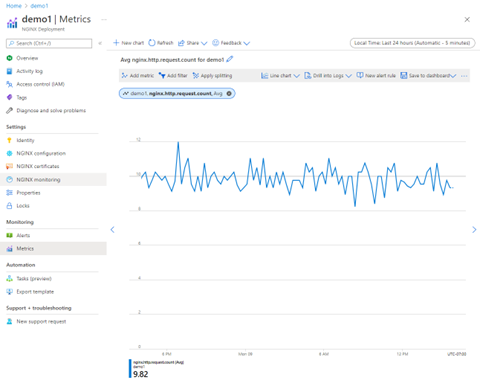 Home > demo1
demo1 | Metrics ...
NGINX Deployment
Search (Ctrl+/)
Overview
Activity log
Access control (IAM)
Tags
Diagnose and solve problems
Settings
Identity
NGINX configuration
NGINX certificates
NGINX monitoring
Properties
Locks
Monitoring
Alerts
Metrics
Automation
Tasks (preview)
Export template
Support + troubleshooting
New support request
New chart Refresh Share Feedback
Local Time: Last 24 hours (Automatic - 5 minutes)
Avg nginx.http.request.count for demo1
Add metric Add filter Apply splitting Line chart Drill into Logs New alert rule Save to dashboard ...
demo1, nginx.http.request.count, Avg
12
10
8
6
4
2
0
6 PM Mon 08 6 AM 12 PM UTC-07:00
nginx.http.request.count (Avg)
demo1
9.82